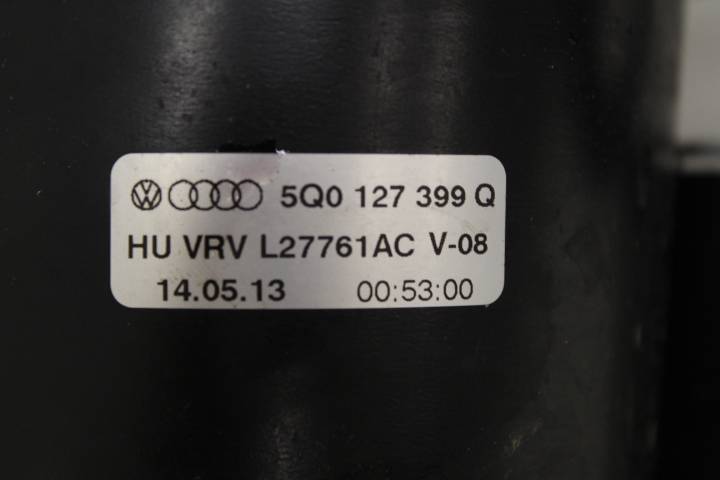 5Q0 127 399 Q
HU VRV L27761AC V-08
14.05.13 00:53:00